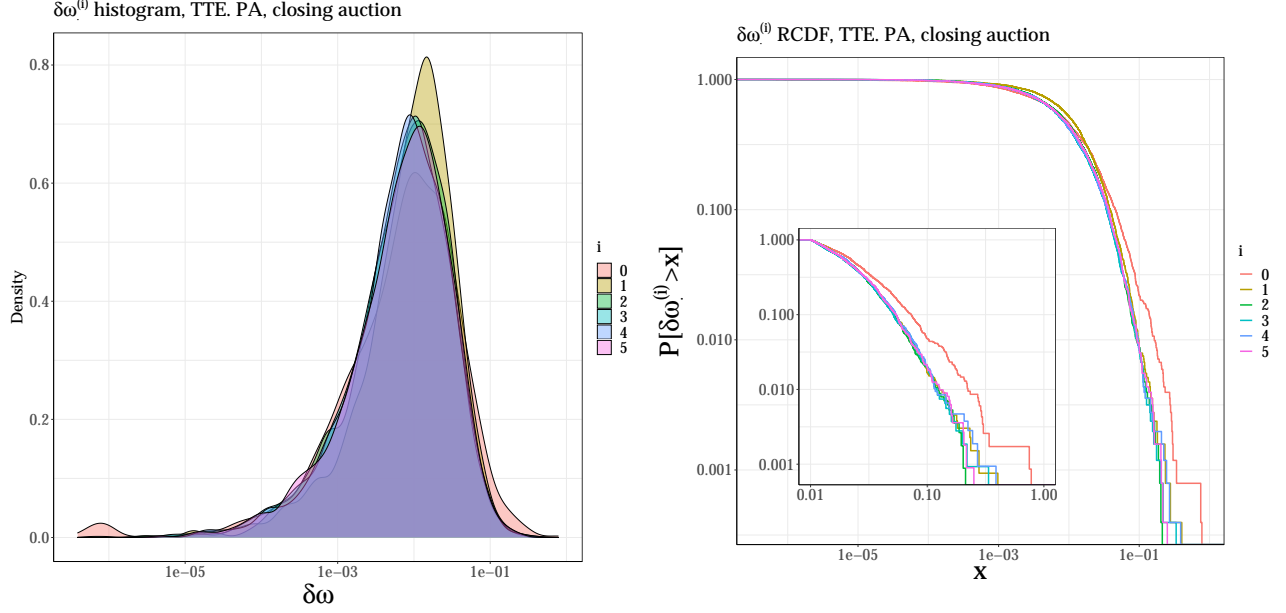 δω.⁽ⁱ⁾ histogram, TTE. PA, closing auction
Density
0.8
0.6
0.4
0.2
0.0
1e−05
1e−03
1e−01
δω
i
0
1
2
3
4
5
δω.⁽ⁱ⁾ RCDF, TTE. PA, closing auction
P[δω.⁽ⁱ⁾>x]
1.000
0.100
0.010
0.001
1.000
0.100
0.010
0.001
0.01
0.10
1.00
1e−05
1e−03
1e−01
x
i
0
1
2
3
4
5